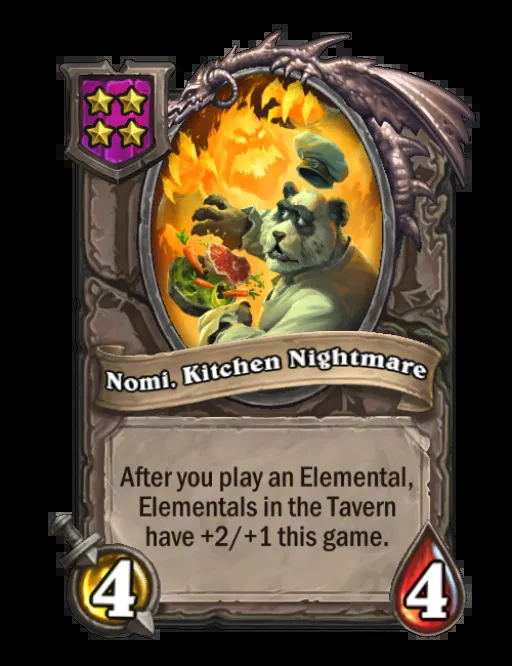 Nomi, Kitchen Nightmare
After you play an Elemental,
Elementals in the Tavern
have +2/+1 this game.
4
4